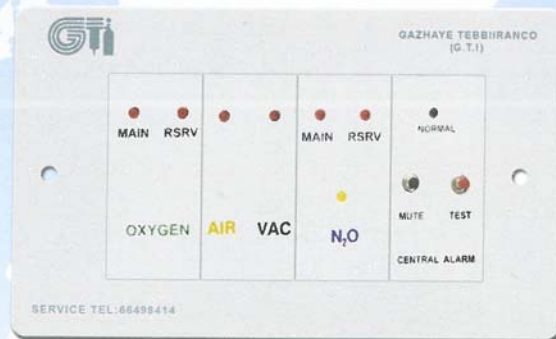 GTi
GAZHAYE TEBBIIRANCO
(G.T.I)
MAIN RSRV
OXYGEN
AIR VAC
MAIN RSRV
N₂O
NORMAL
MUTE TEST
CENTRAL ALARM
SERVICE TEL:66498414